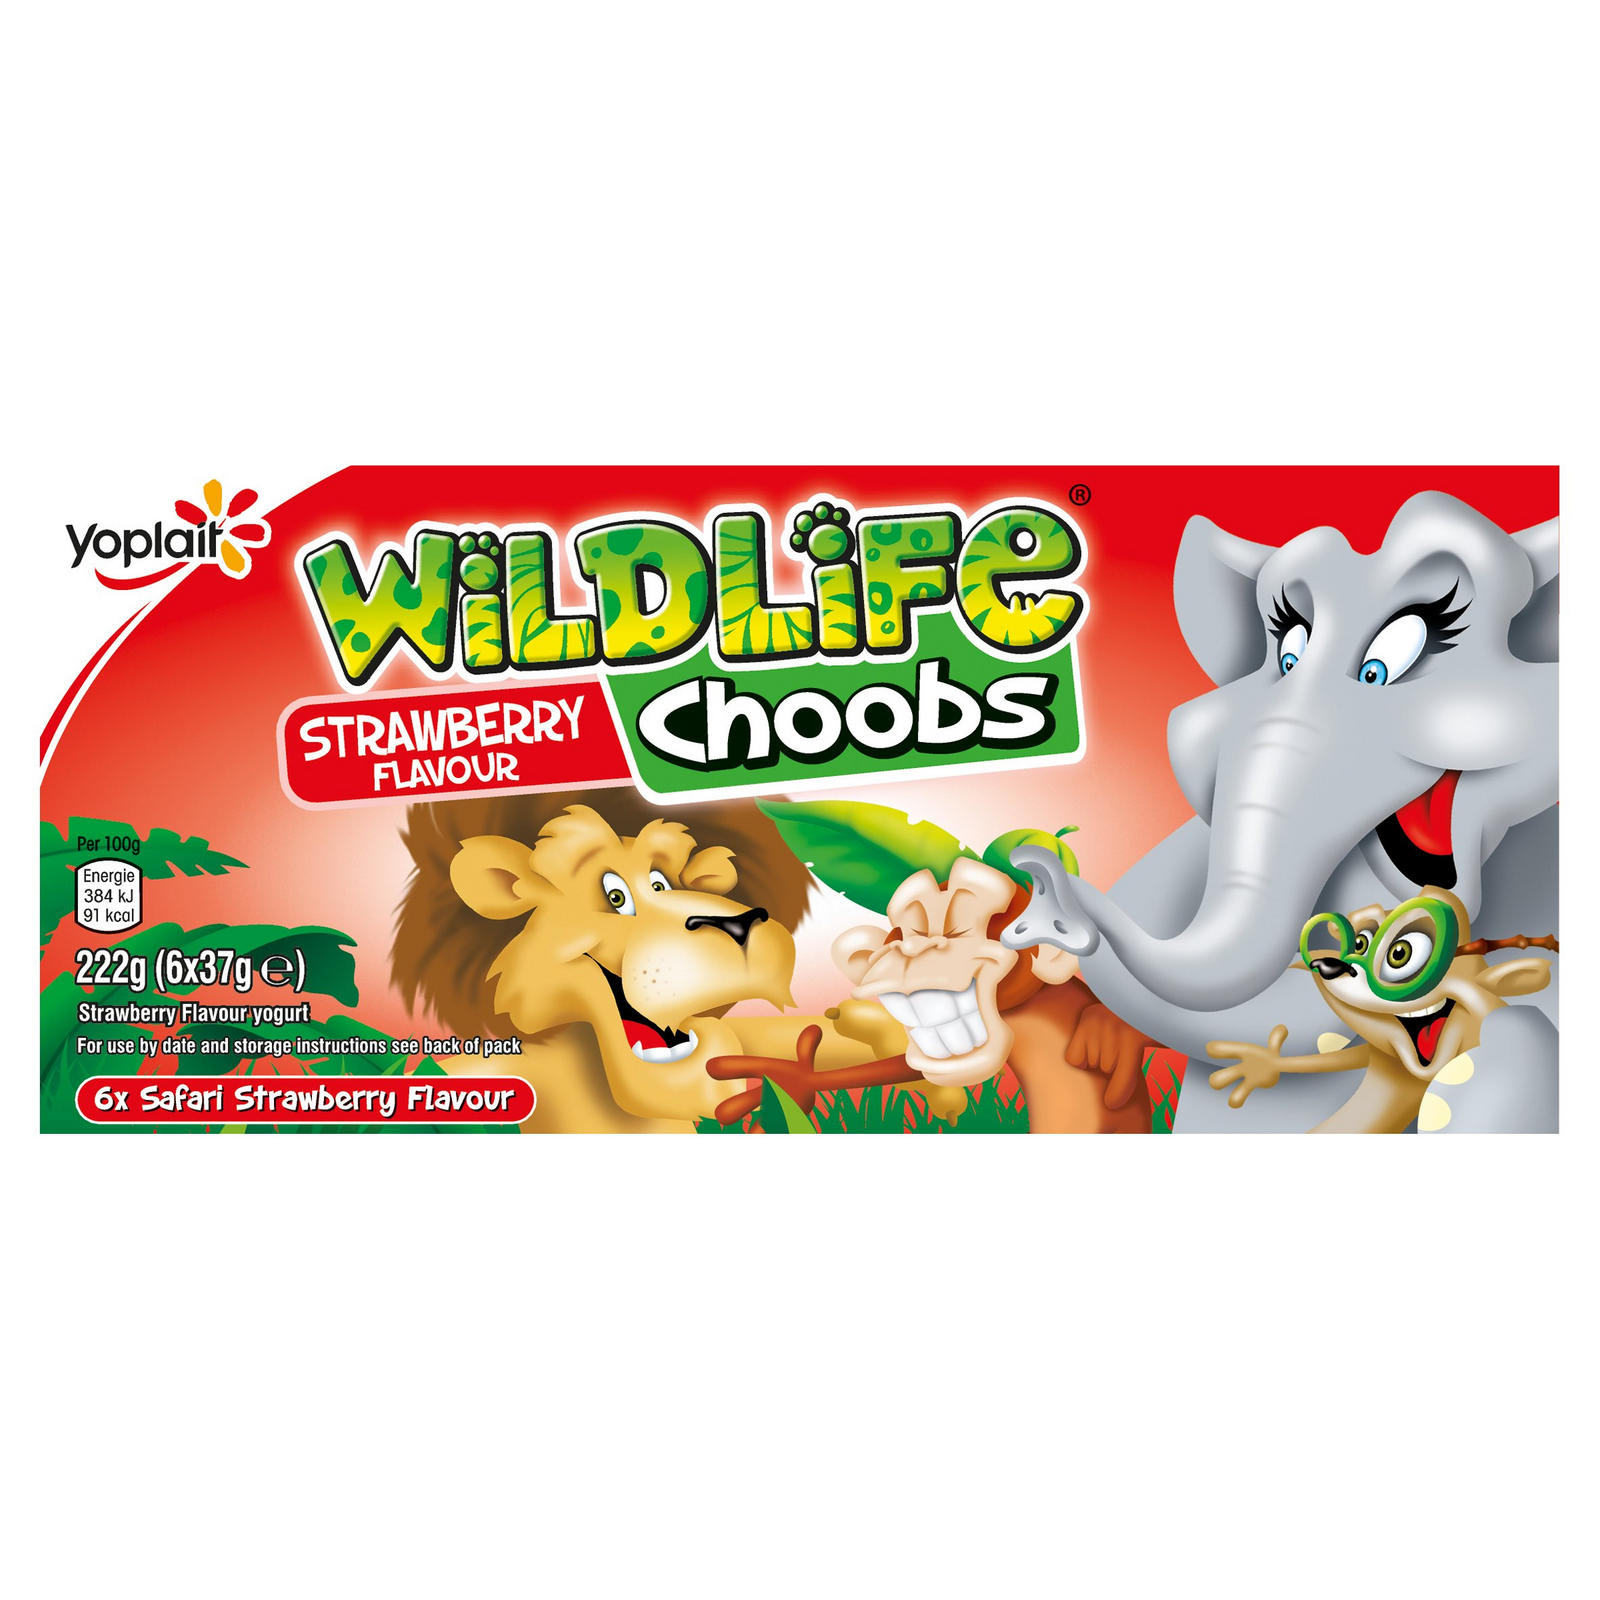 yoplait
WiLDLiFe®
STRAWBERRY
FLAVOUR
Choobs
Per 100g
Energie
384 kJ
91 kcal
222g (6x37g ℮)
Strawberry Flavour yogurt
For use by date and storage instructions see back of pack
6x Safari Strawberry Flavour